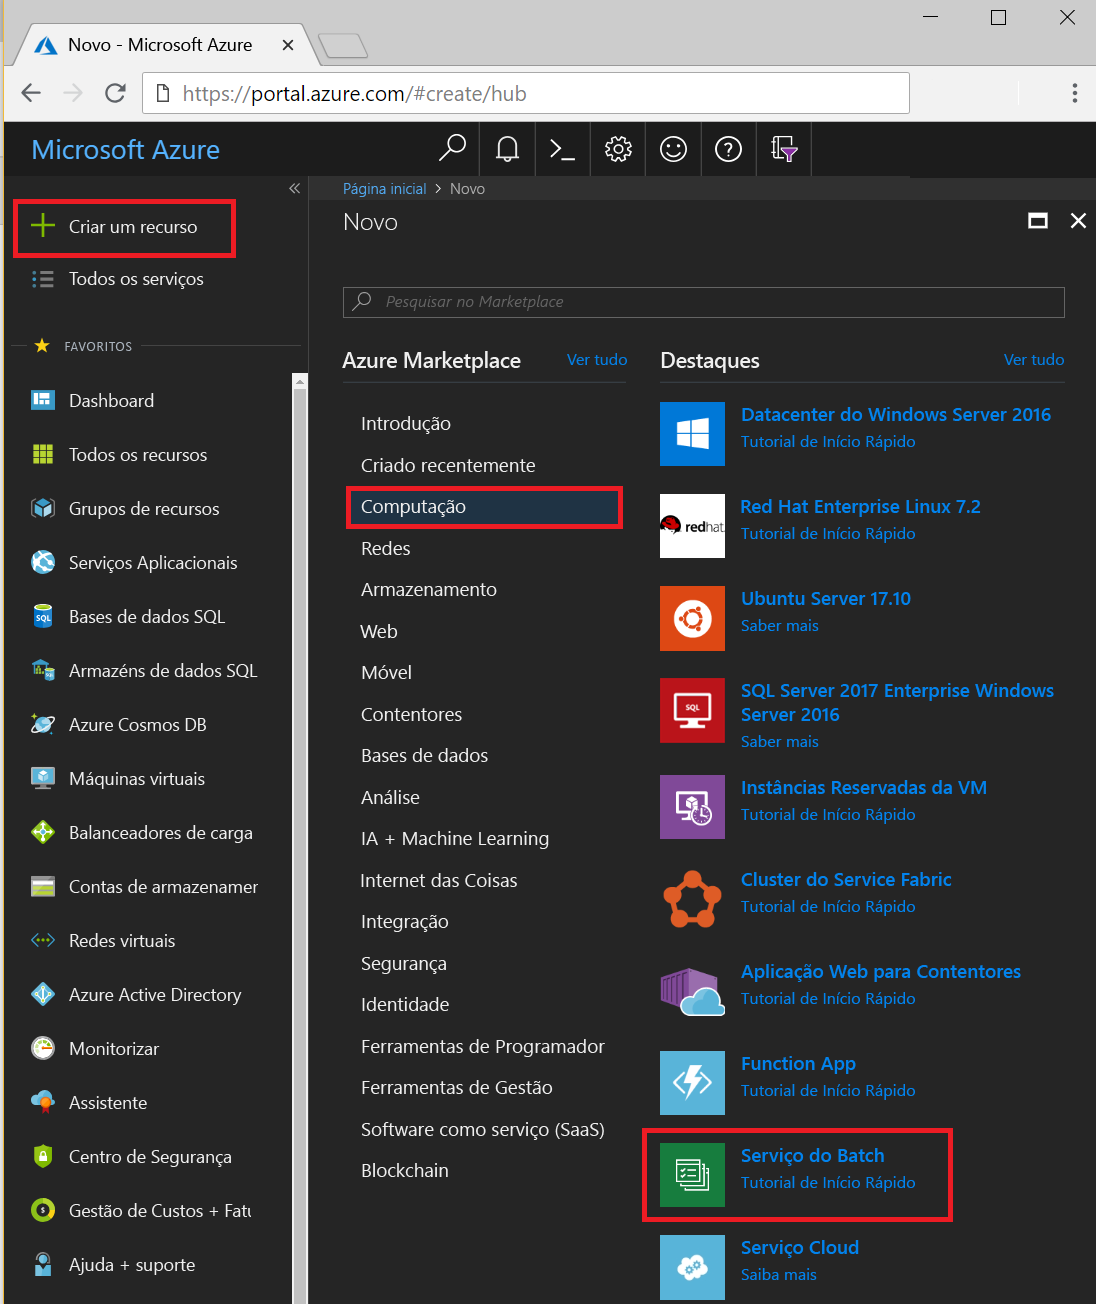 Novo - Microsoft Azure
https://portal.azure.com/#create/hub
Microsoft Azure
Página inicial > Novo
Novo
Criar um recurso
Todos os serviços
FAVORITOS
Dashboard
Todos os recursos
Grupos de recursos
Serviços Aplicacionais
Bases de dados SQL
Armazéns de dados SQL
Azure Cosmos DB
Máquinas virtuais
Balanceadores de carga
Contas de armazenamer
Redes virtuais
Azure Active Directory
Monitorizar
Assistente
Centro de Segurança
Gestão de Custos + Fatu
Ajuda + suporte
Pesquisar no Marketplace
Azure Marketplace
Ver tudo
Introdução
Criado recentemente
Computação
Redes
Armazenamento
Web
Móvel
Contentores
Bases de dados
Análise
IA + Machine Learning
Internet das Coisas
Integração
Segurança
Identidade
Ferramentas de Programador
Ferramentas de Gestão
Software como serviço (SaaS)
Blockchain
Destaques
Ver tudo
Datacenter do Windows Server 2016
Tutorial de Início Rápido
redhat
Red Hat Enterprise Linux 7.2
Tutorial de Início Rápido
Ubuntu Server 17.10
Saber mais
SQL
SQL Server 2017 Enterprise Windows
Server 2016
Saber mais
Instâncias Reservadas da VM
Tutorial de Início Rápido
Cluster do Service Fabric
Tutorial de Início Rápido
Aplicação Web para Contentores
Tutorial de Início Rápido
Function App
Tutorial de Início Rápido
Serviço do Batch
Tutorial de Início Rápido
Serviço Cloud
Saiba mais